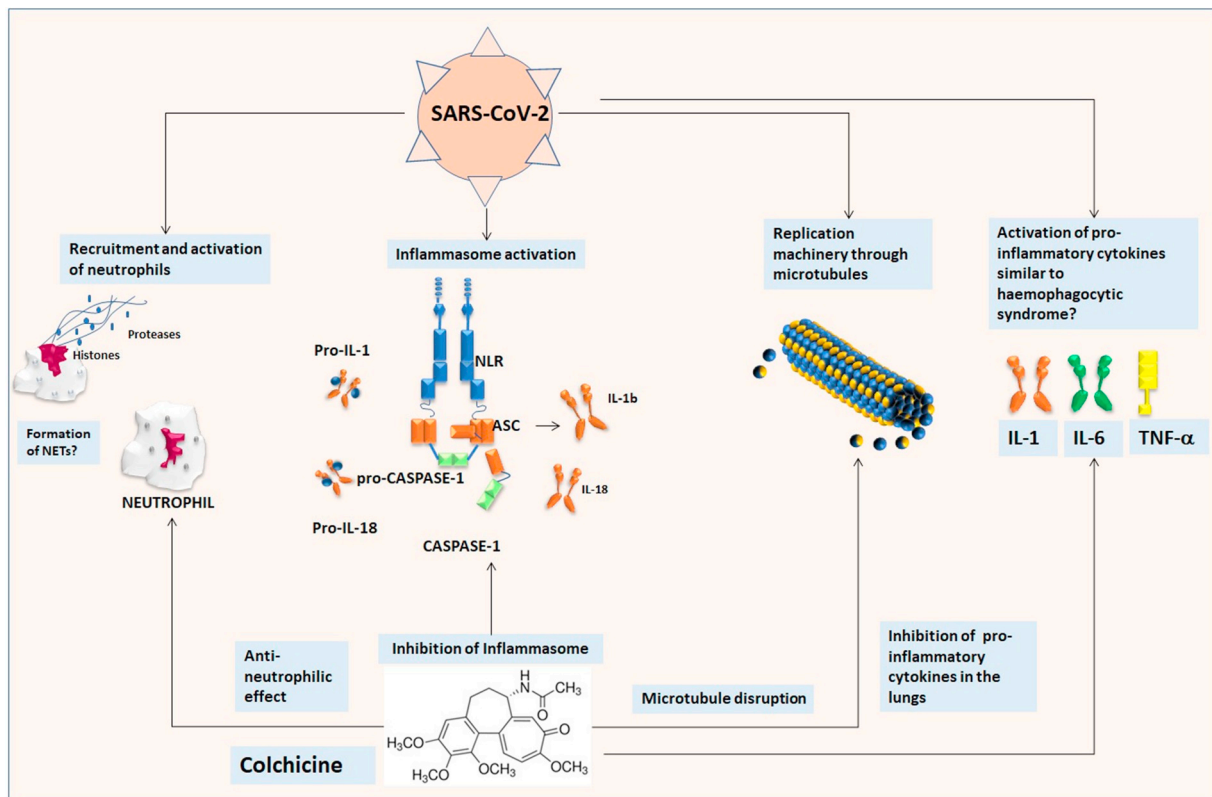 SARS-CoV-2
Recruitment and activation
of neutrophils
Inflammasome activation
Replication
machinery through
microtubules
Activation of pro-
inflammatory cytokines
similar to
haemophagocytic
syndrome?
Proteases
Histones
Pro-IL-1
NLR
IL-1b
ASC
Formation
of NETs?
NEUTROPHIL
pro-CASPASE-1
IL-18
Pro-IL-18
CASPASE-1
IL-1
IL-6
TNF-α
Anti-
neutrophilic
effect
Inhibition of Inflammasome
Microtubule disruption
Inhibition of pro-
inflammatory
cytokines in the
lungs
Colchicine
H
N
CH3
O
O
H3CO
H3CO
OCH3
OCH3